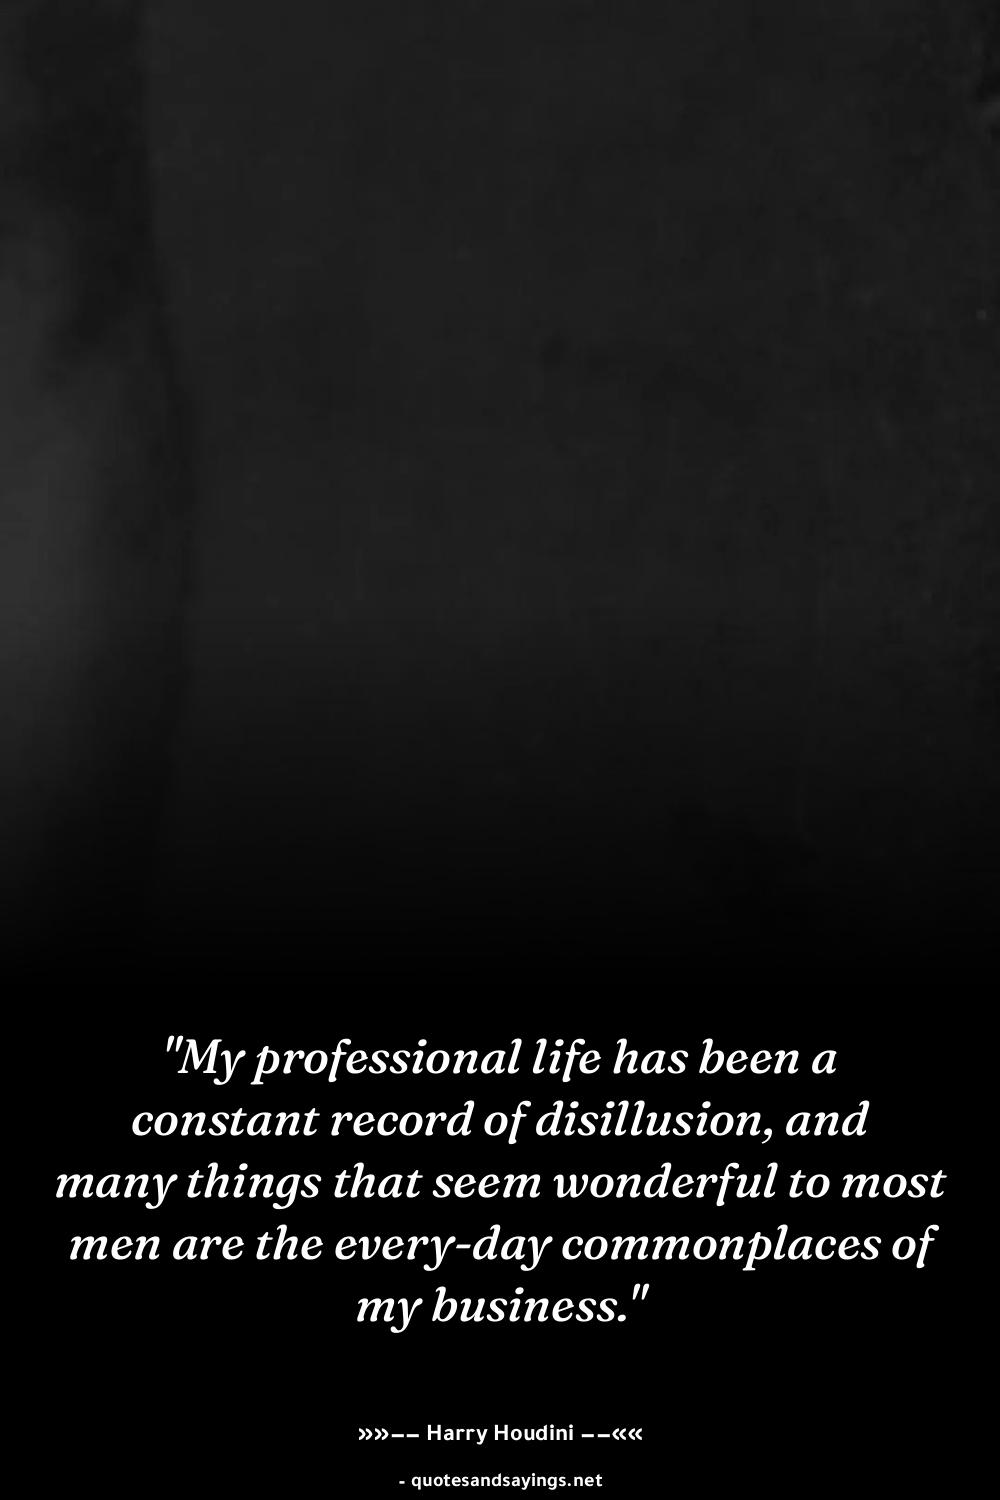 "My professional life has been a
constant record of disillusion, and
many things that seem wonderful to most
men are the every-day commonplaces of
my business."
»»–– Harry Houdini ––««
- quotesandsayings.net